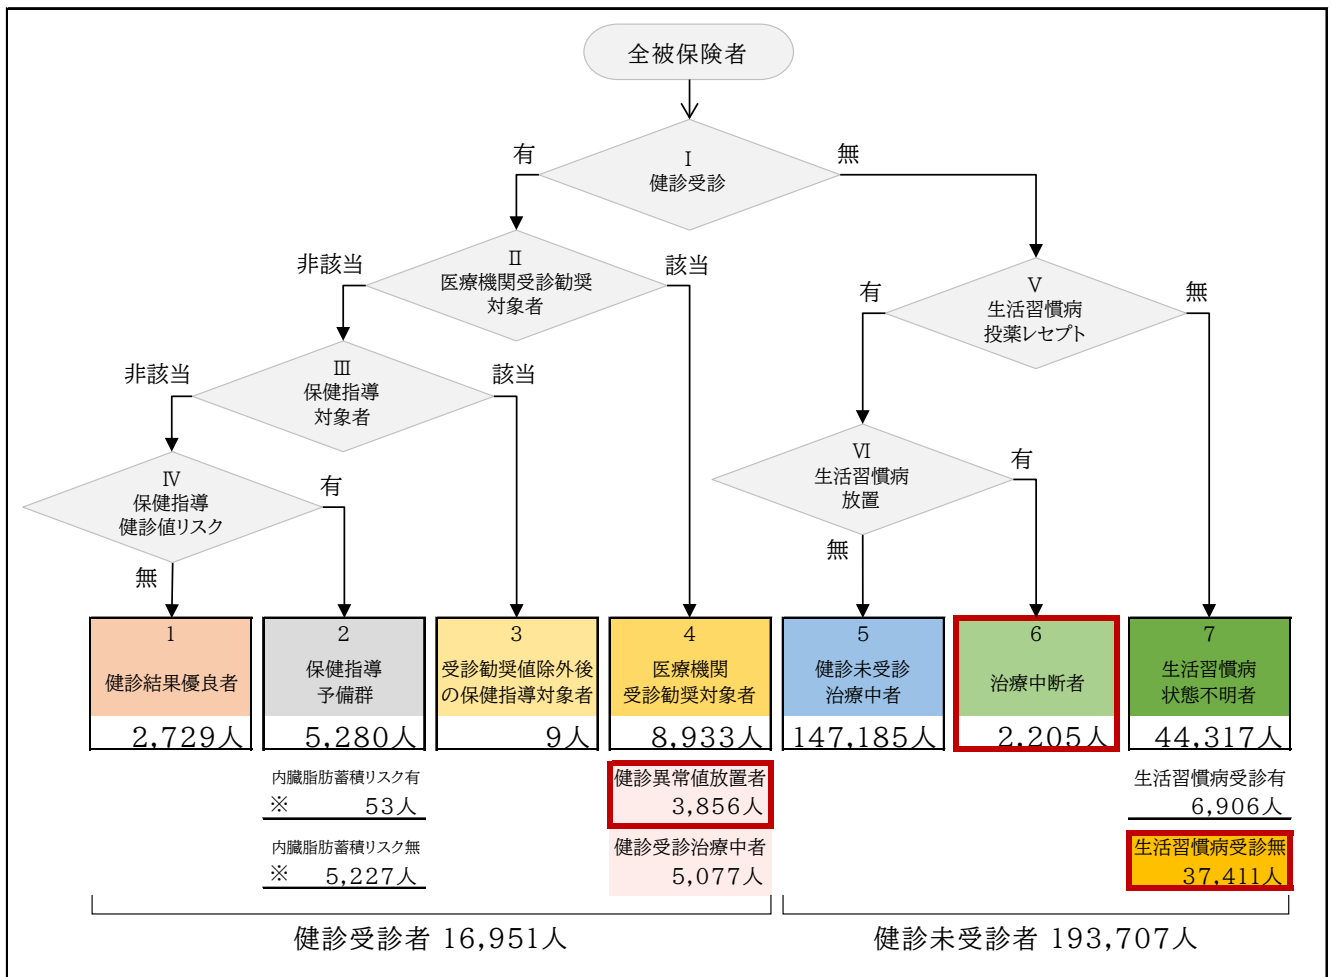 全被保険者
Ⅰ
健診受診
有
無
Ⅱ
医療機関受診勧奨
対象者
非該当
該当
Ⅴ
生活習慣病
投薬レセプト
有
無
Ⅲ
保健指導
対象者
非該当
該当
Ⅵ
生活習慣病
放置
有
無
Ⅳ
保健指導
健診値リスク
有
無
1
健診結果優良者
2,729人
2
保健指導
予備群
5,280人
3
受診勧奨値除外後
の保健指導対象者
9人
4
医療機関
受診勧奨対象者
8,933人
5
健診未受診
治療中者
147,185人
6
治療中断者
2,205人
7
生活習慣病
状態不明者
44,317人
内臓脂肪蓄積リスク有
※ 53人
内臓脂肪蓄積リスク無
※ 5,227人
健診異常値放置者
3,856人
健診受診治療中者
5,077人
生活習慣病受診有
6,906人
生活習慣病受診無
37,411人
健診受診者 16,951人
健診未受診者 193,707人